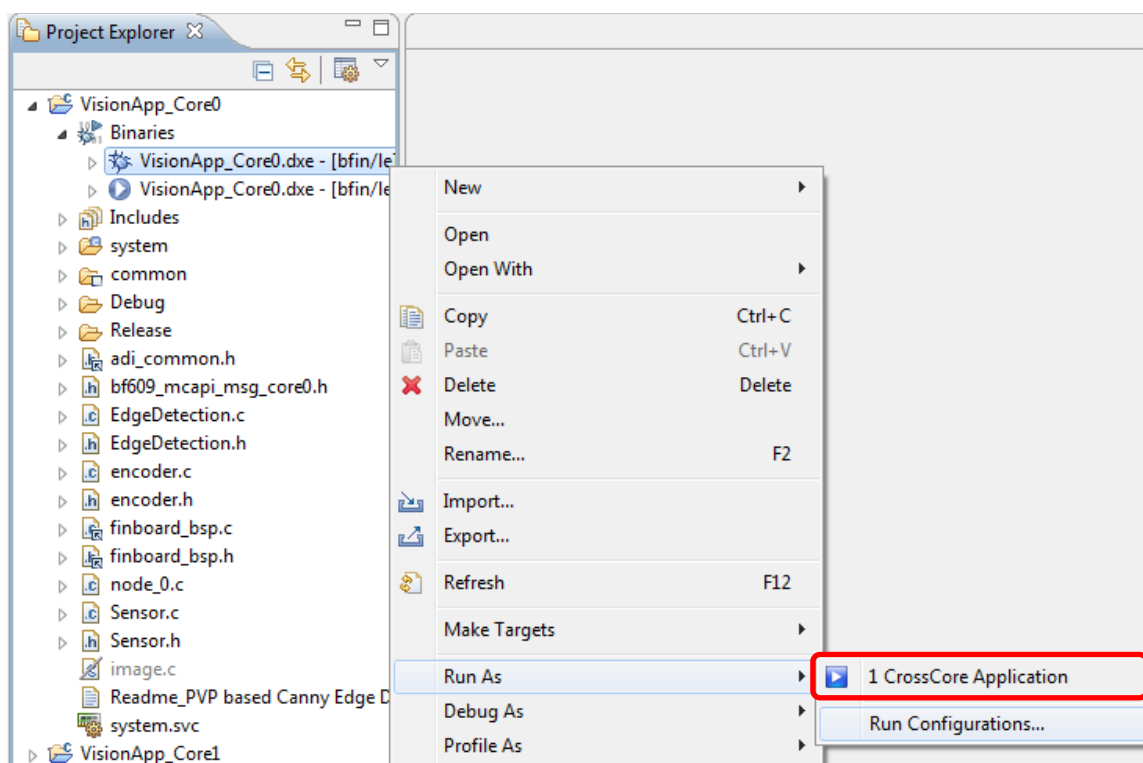 Project Explorer
VisionApp_Core0
Binaries
VisionApp_Core0.dxe - [bfin/le
VisionApp_Core0.dxe - [bfin/le
Includes
system
common
Debug
Release
adi_common.h
bf609_mcapi_msg_core0.h
EdgeDetection.c
EdgeDetection.h
encoder.c
encoder.h
finboard_bsp.c
finboard_bsp.h
node_0.c
Sensor.c
Sensor.h
image.c
Readme_PVP based Canny Edge D
system.svc
VisionApp_Core1
New
Open
Open With
Copy Ctrl+C
Paste Ctrl+V
Delete Delete
Move...
Rename... F2
Import...
Export...
Refresh F12
Make Targets
Run As
Debug As
Profile As
1 CrossCore Application
Run Configurations...